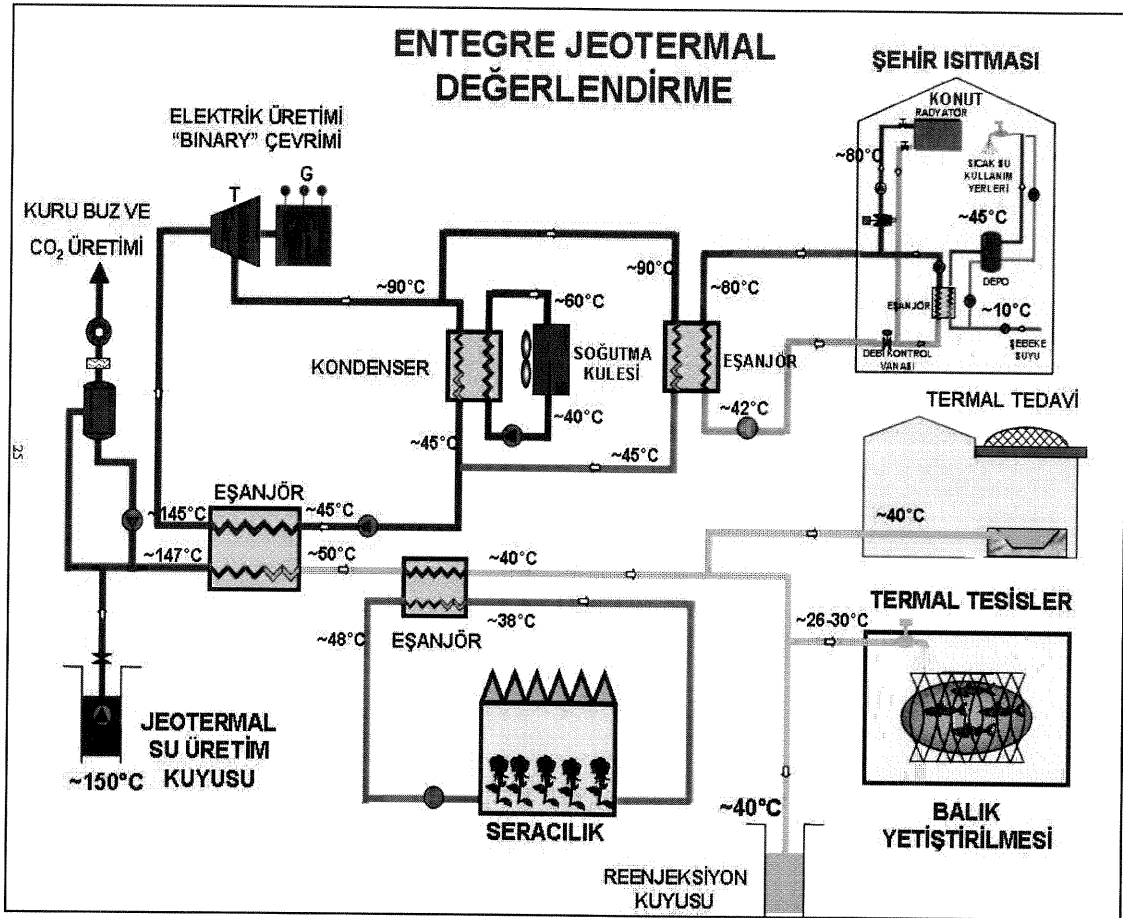 ENTEGRE JEOTERMAL
DEĞERLENDİRME
ŞEHİR ISITMASI
KONUT
RADYATÖR
~80°C
SICAK SU
KULLANIM
YERLERİ
~45°C
DEPO
EŞANJÖR
~10°C
DEBİ KONTROL
VANASI
ŞEBEKE
SUYU
ELEKTRİK ÜRETİMİ
“BINARY” ÇEVRİMİ
T
G
KURU BUZ VE
CO₂ ÜRETİMİ
~90°C
~60°C
KONDENSER
SOĞUTMA
KULESİ
~40°C
~45°C
~90°C
~80°C
EŞANJÖR
~42°C
~45°C
25
EŞANJÖR
~145°C
~45°C
~147°C
~50°C
~40°C
~48°C
~38°C
EŞANJÖR
TERMAL TEDAVİ
~40°C
TERMAL TESİSLER
~26-30°C
BALIK
YETİŞTİRİLMESİ
JEOTERMAL
SU ÜRETİM
KUYUSU
~150°C
SERACILIK
~40°C
REENJEKSİYON
KUYUSU